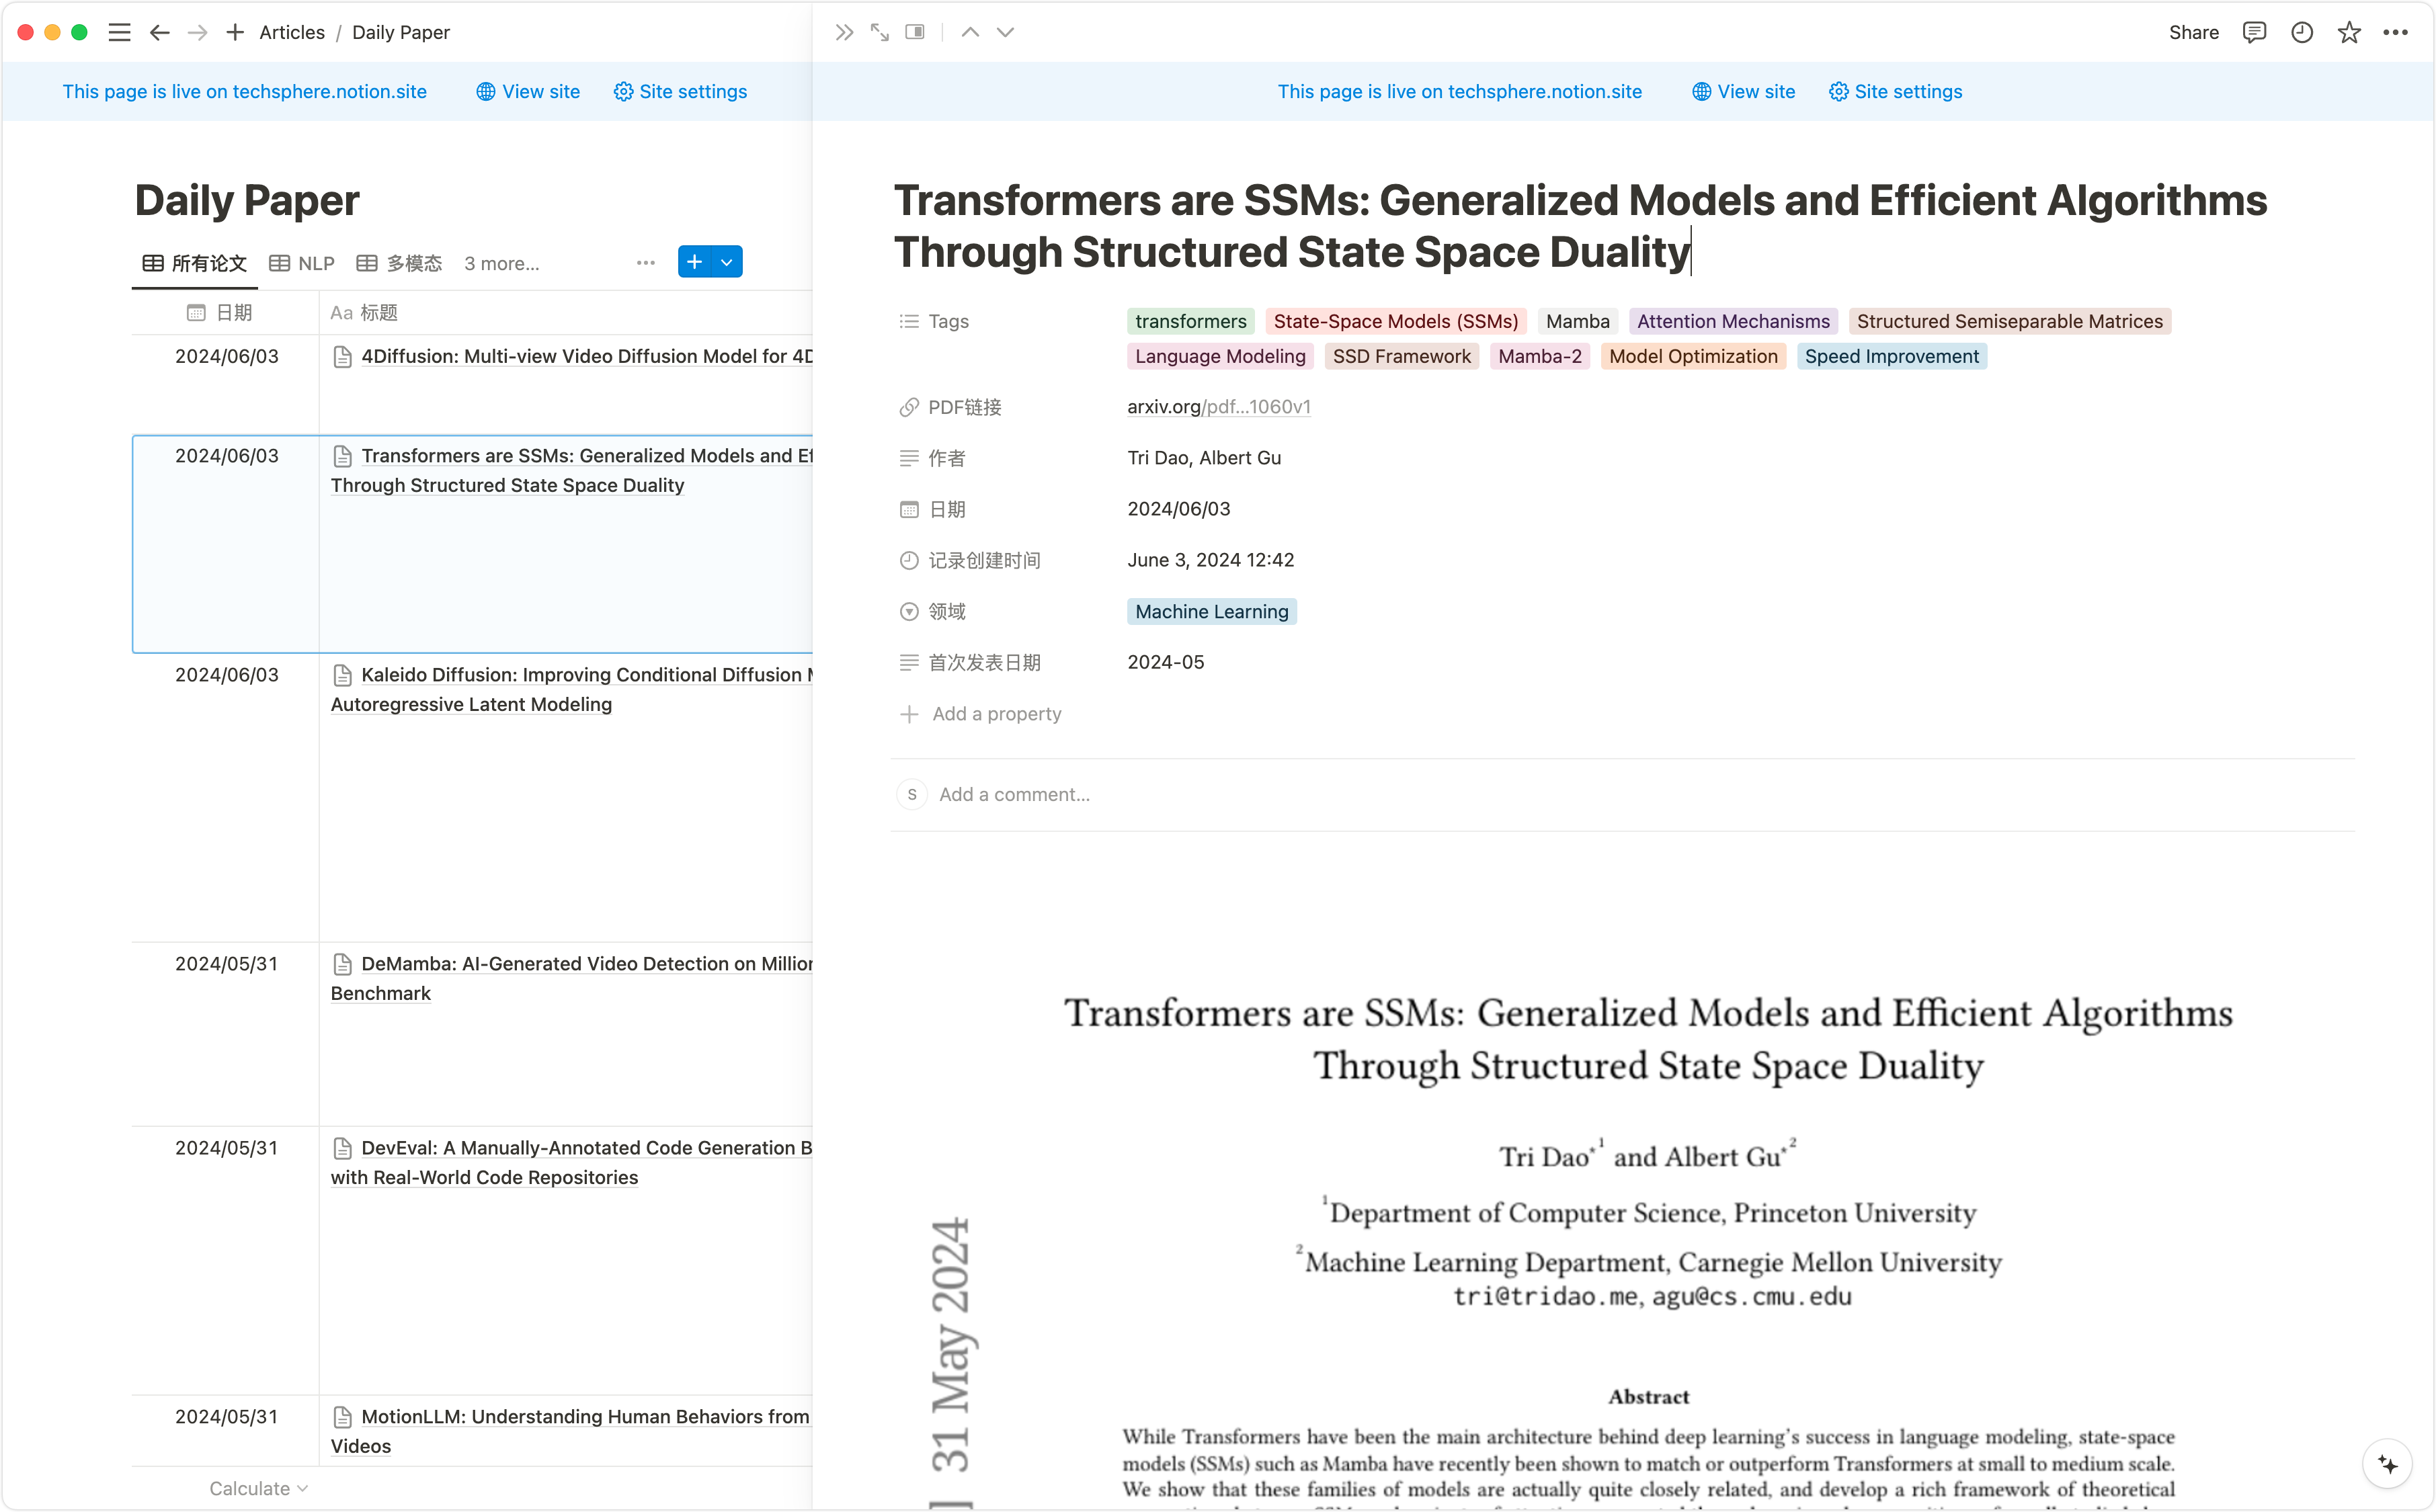 Articles / Daily Paper
This page is live on techsphere.notion.site View site Site settings
Daily Paper
所有论文 NLP 多模态 3 more...
日期 Aa 标题
2024/06/03 4Diffusion: Multi-view Video Diffusion Model for 4D
2024/06/03 Transformers are SSMs: Generalized Models and Ef
Through Structured State Space Duality
2024/06/03 Kaleido Diffusion: Improving Conditional Diffusion M
Autoregressive Latent Modeling
2024/05/31 DeMamba: AI-Generated Video Detection on Million
Benchmark
2024/05/31 DevEval: A Manually-Annotated Code Generation B
with Real-World Code Repositories
2024/05/31 MotionLLM: Understanding Human Behaviors from
Videos
Calculate
Share
This page is live on techsphere.notion.site View site Site settings
Transformers are SSMs: Generalized Models and Efficient Algorithms
Through Structured State Space Duality
Tags transformers State-Space Models (SSMs) Mamba Attention Mechanisms Structured Semiseparable Matrices
Language Modeling SSD Framework Mamba-2 Model Optimization Speed Improvement
PDF链接 arxiv.org/pdf...1060v1
作者 Tri Dao, Albert Gu
日期 2024/06/03
记录创建时间 June 3, 2024 12:42
领域 Machine Learning
首次发表日期 2024-05
Add a property
S Add a comment...
Transformers are SSMs: Generalized Models and Efficient Algorithms
Through Structured State Space Duality
Tri Dao*1 and Albert Gu*2
1Department of Computer Science, Princeton University
2Machine Learning Department, Carnegie Mellon University
tri@tridao.me, agu@cs.cmu.edu
31 May 2024
Abstract
While Transformers have been the main architecture behind deep learning's success in language modeling, state-space
models (SSMs) such as Mamba have recently been shown to match or outperform Transformers at small to medium scale.
We show that these families of models are actually quite closely related, and develop a rich framework of theoretical